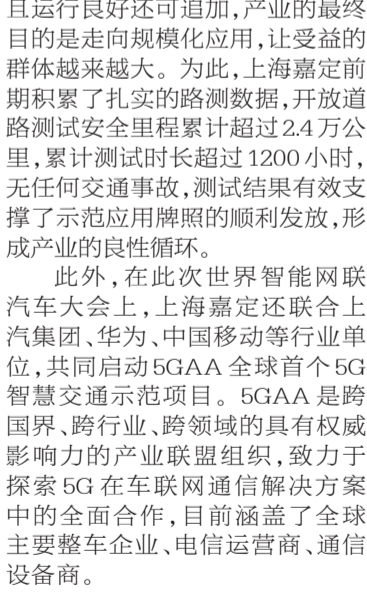 且运行良好还可追加,产业的最终
目的是走向规模化应用,让受益的
群体越来越大。为此,上海嘉定前
期积累了扎实的路测数据,开放道
路测试安全里程累计超过2.4万公
里,累计测试时长超过1200小时,
无任何交通事故,测试结果有效支
撑了示范应用牌照的顺利发放,形
成产业的良性循环。
此外,在此次世界智能网联
汽车大会上,上海嘉定还联合上
汽集团、华为、中国移动等行业单
位,共同启动5GAA全球首个5G
智慧交通示范项目。5GAA是跨
国界、跨行业、跨领域的具有权威
影响力的产业联盟组织,致力于
探索5G在车联网通信解决方案
中的全面合作,目前涵盖了全球
主要整车企业、电信运营商、通信
设备商。